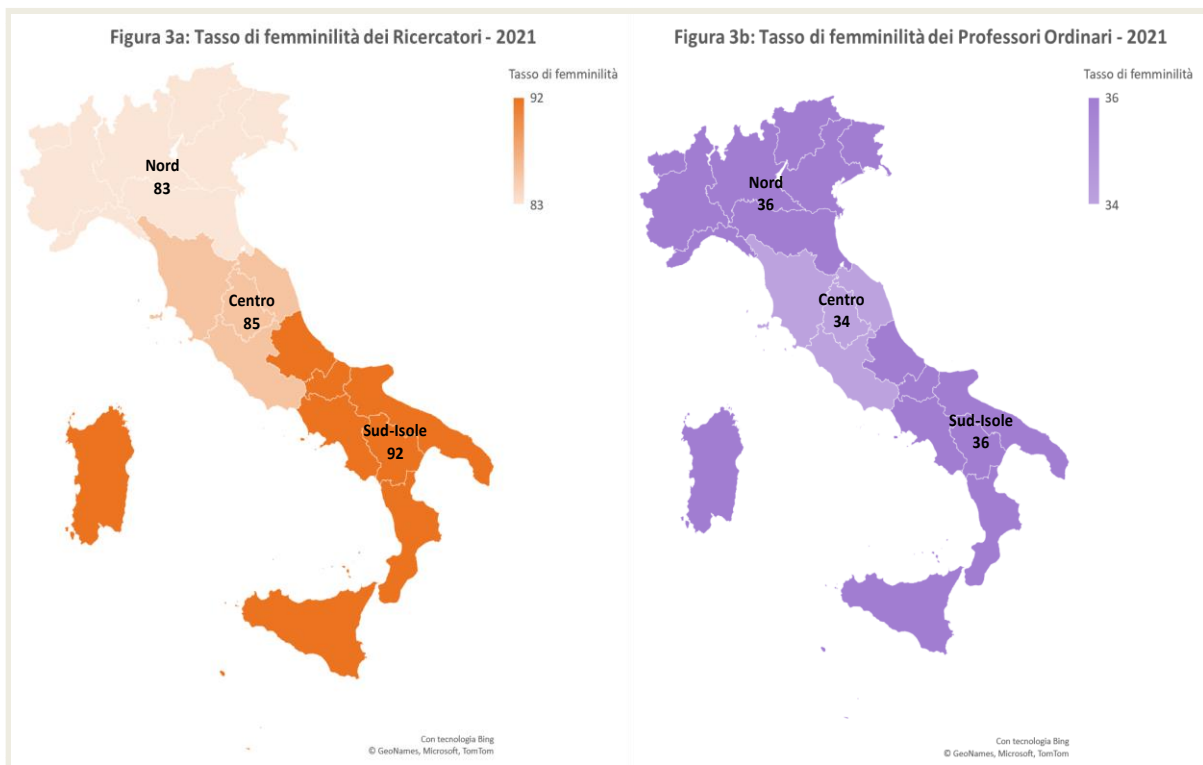 Figura 3a: Tasso di femminilità dei Ricercatori - 2021
Tasso di femminilità
92
83
Nord
83
Centro
85
Sud-Isole
92
Con tecnologia Bing
© GeoNames, Microsoft, TomTom
Figura 3b: Tasso di femminilità dei Professori Ordinari - 2021
Tasso di femminilità
36
34
Nord
36
Centro
34
Sud-Isole
36
Con tecnologia Bing
© GeoNames, Microsoft, TomTom